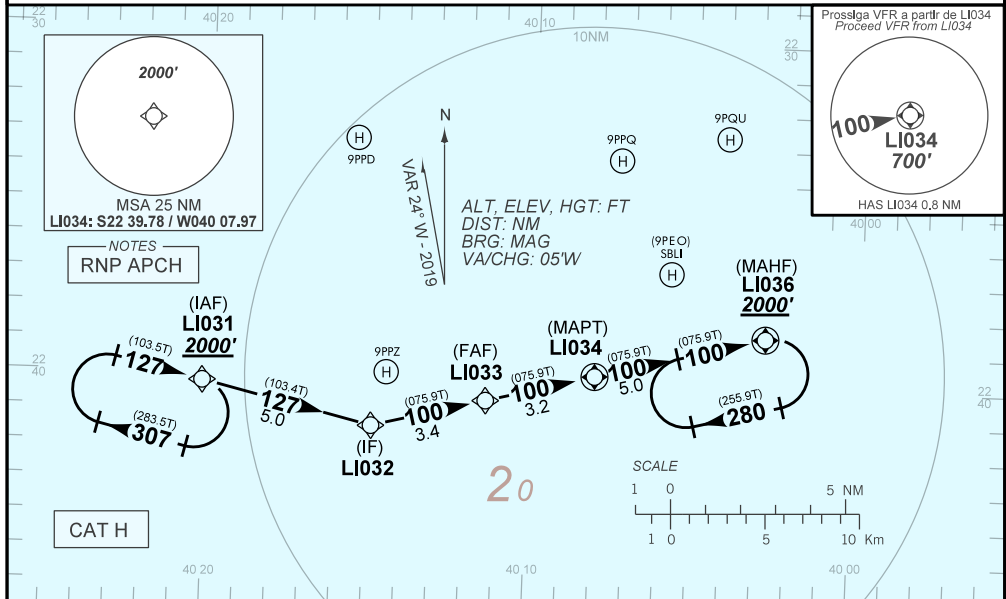 40 20
40 10
22
30
10NM
22
30
2000'
MSA 25 NM
LI034: S22 39.78 / W040 07.97
Prossiga VFR a partir de LI034
Proceed VFR from LI034
100
LI034
700'
HAS LI034 0,8 NM
40 00
NOTES
RNP APCH
N
VAR 24° W - 2019
ALT, ELEV, HGT: FT
DIST: NM
BRG: MAG
VA/CHG: 05'W
H
9PPD
9PPQ
H
9PQU
H
(9PEO)
SBLI
H
9PPZ
H
(IAF)
LI031
2000'
(103.5T)
127
(283.5T)
307
(103.4T)
127
5.0
(IF)
LI032
(075.9T)
100
3.4
(FAF)
LI033
(075.9T)
100
3.2
(MAPT)
LI034
(075.9T)
100
5.0
(075.9T)
100
(MAHF)
LI036
2000'
(255.9T)
280
22
40
22
40
20
CAT H
SCALE
1 0 5 NM
1 0 5 10 Km
40 20
40 10
40 00